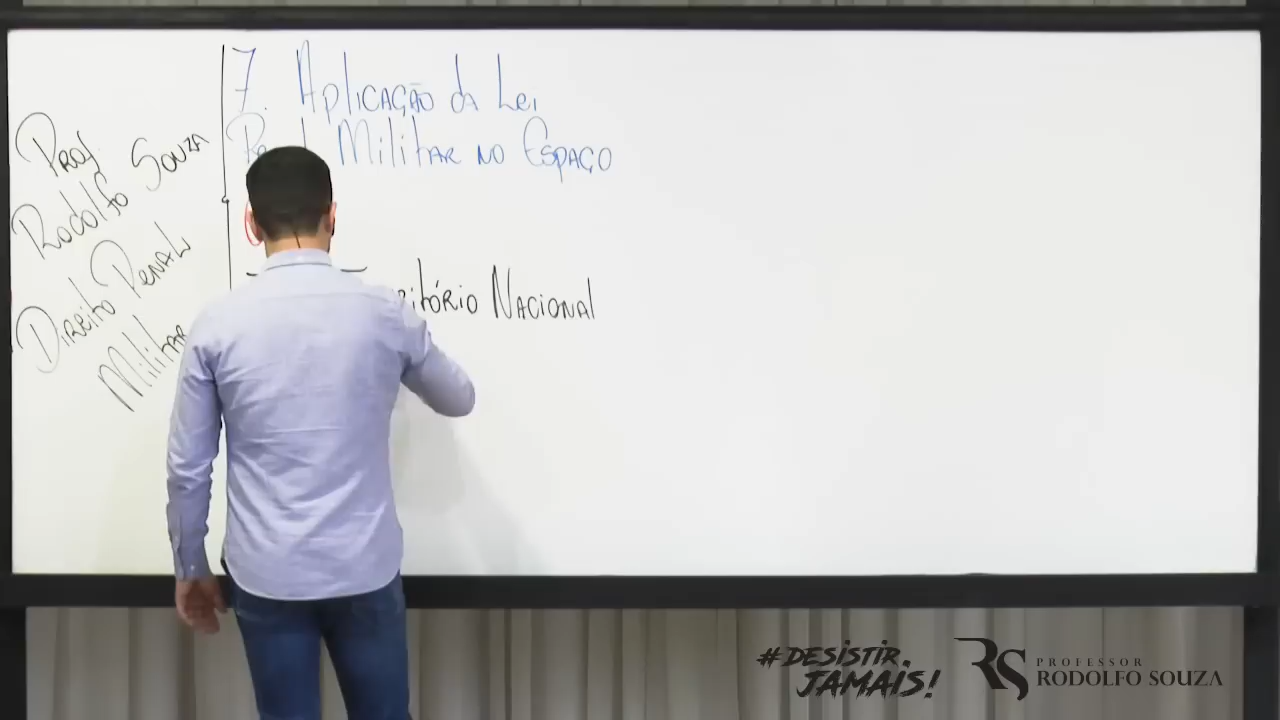 Prof.
Rodolfo Souza
Direito Penal
Militar
7. Aplicação da Lei
Militar no Espaço
Nacional
#DESISTIR
JAMAIS!
RS
PROFESSOR
RODOLFO SOUZA